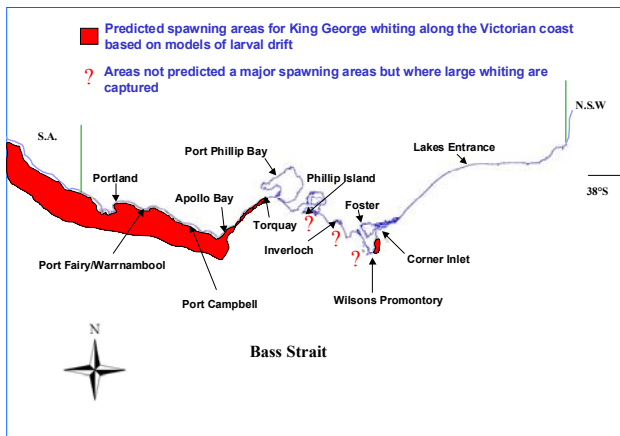 Predicted spawning areas for King George whiting along the Victorian coast
based on models of larval drift
? Areas not predicted a major spawning areas but where large whiting are
captured
N.S.W
S.A.
Lakes Entrance
Port Phillip Bay
38°S
Portland
Phillip Island
Apollo Bay
Foster
Torquay
?
?
Inverloch
Port Fairy/Warrnambool
?
Corner Inlet
Port Campbell
Wilsons Promontory
N
Bass Strait